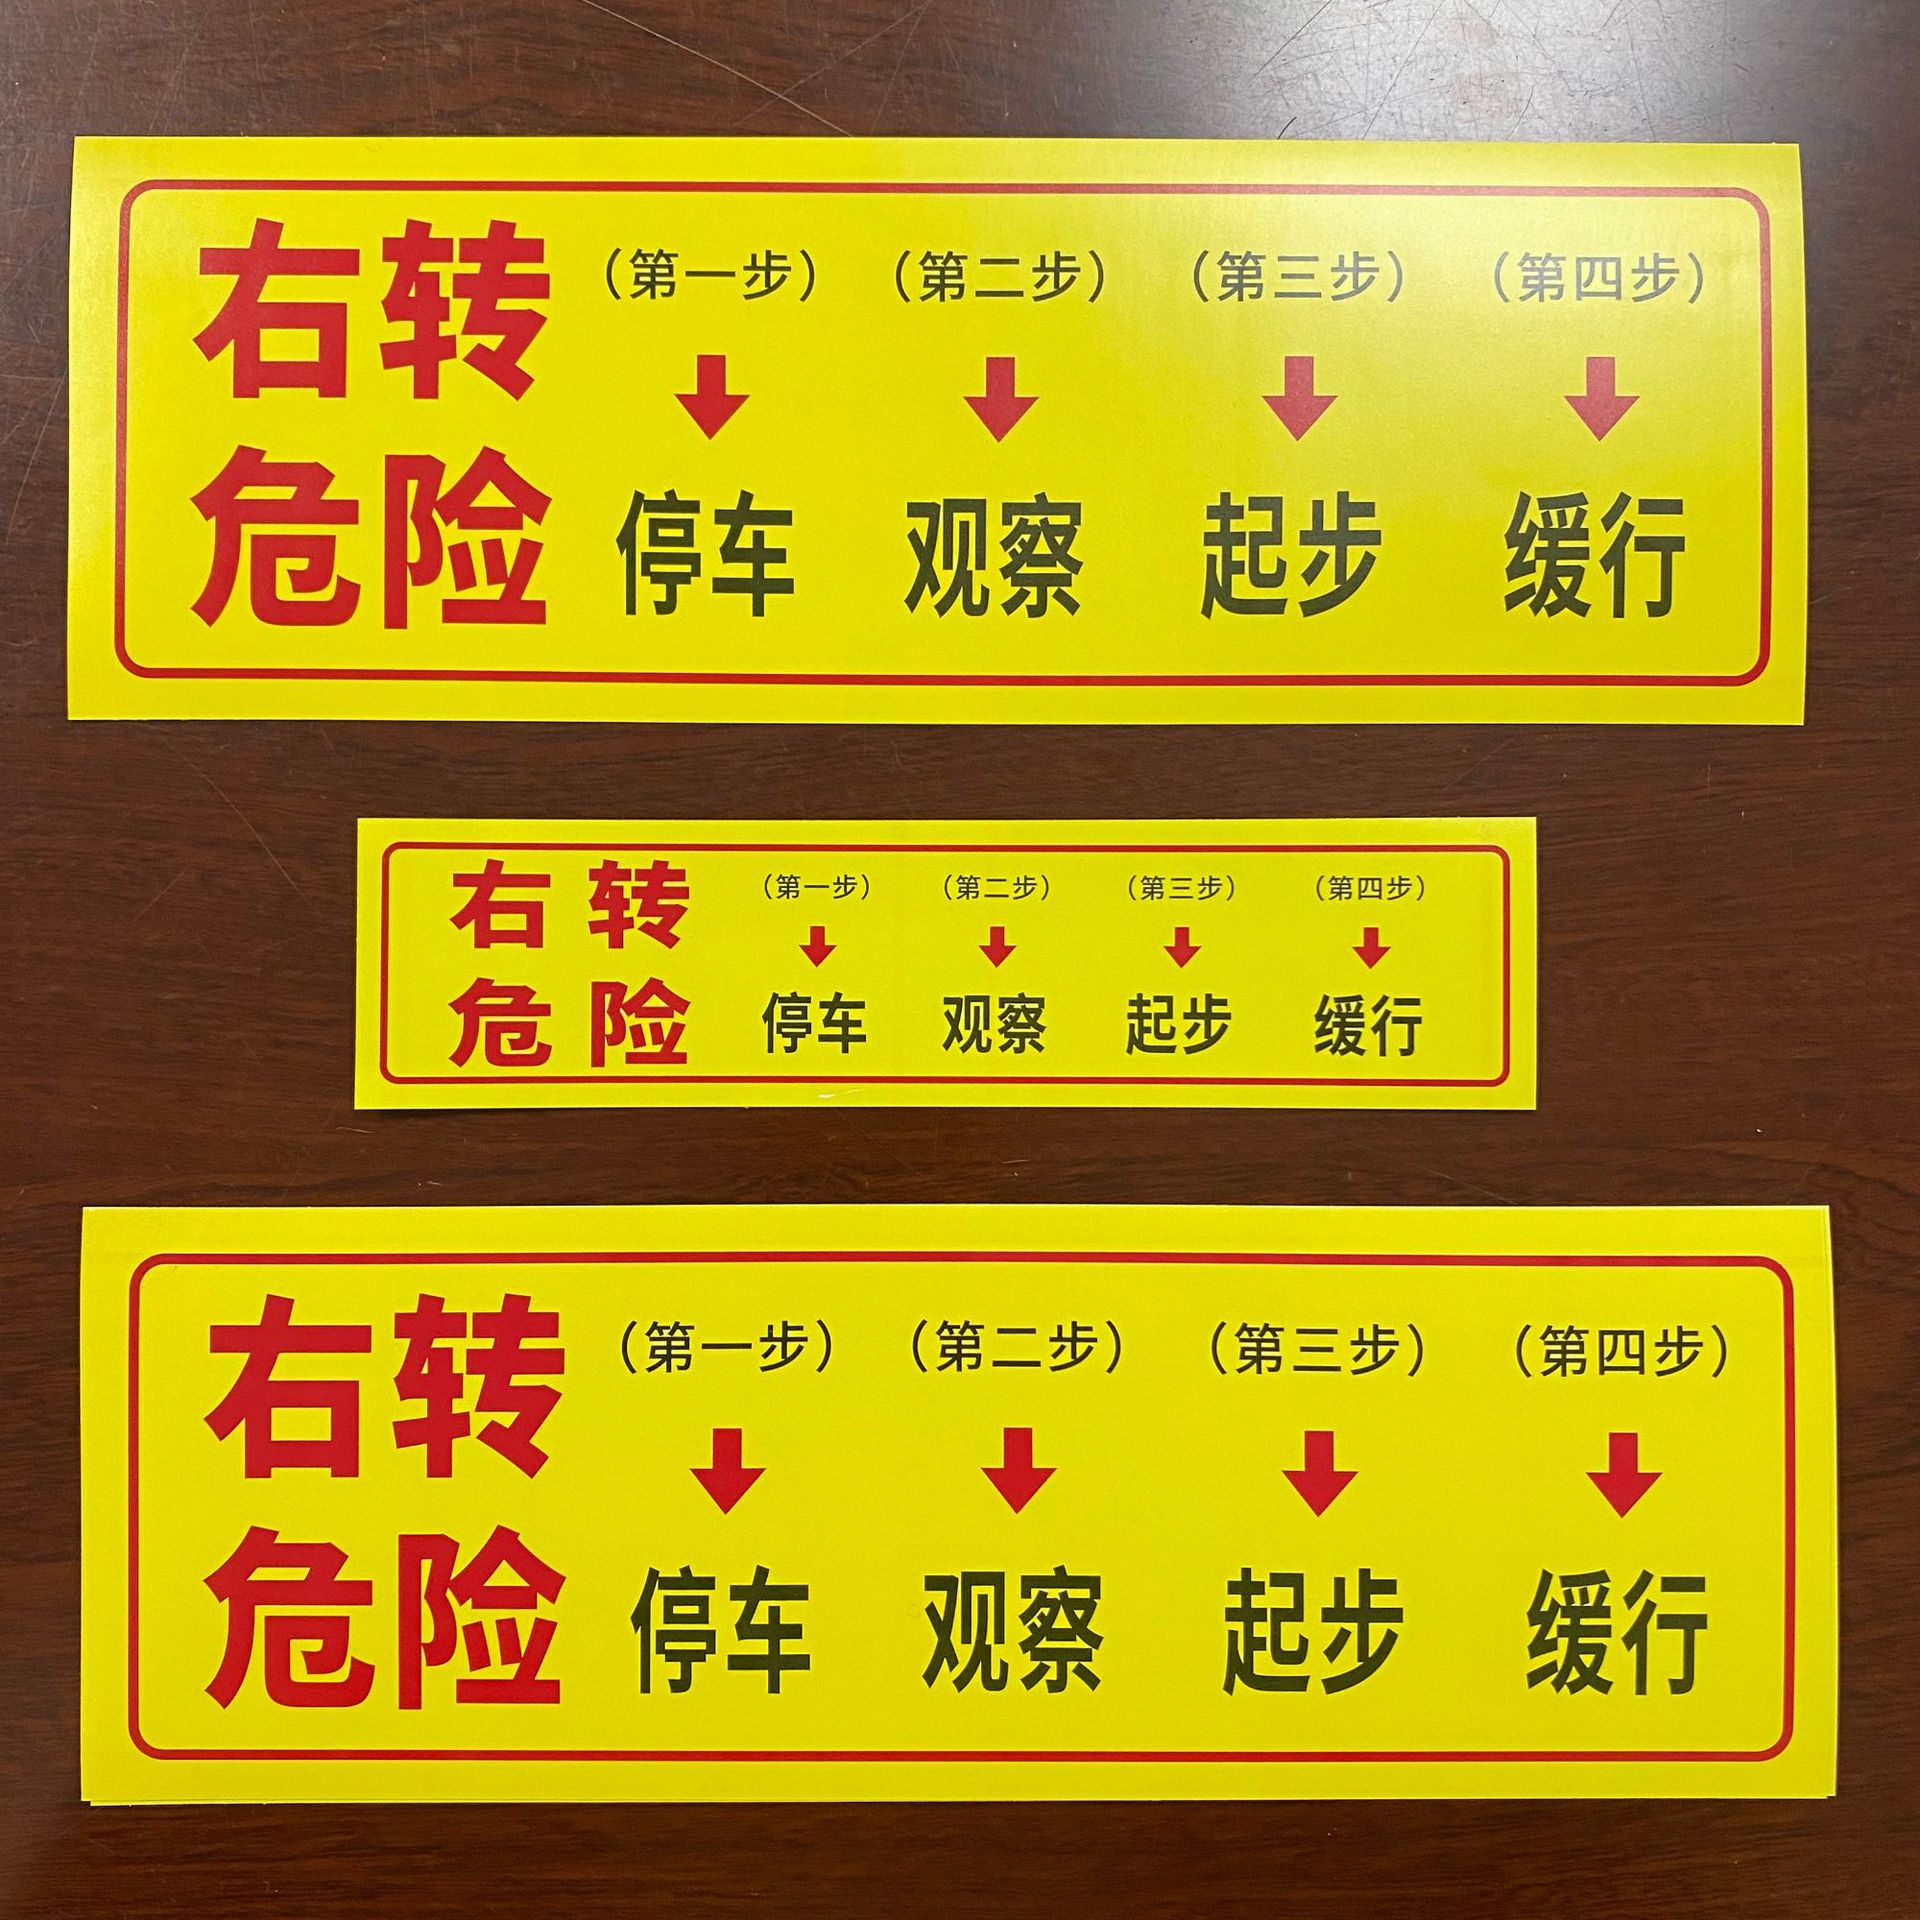 右转
危险
（第一步） （第二步） （第三步） （第四步）
停车 观察 起步 缓行
右转
危险
（第一步） （第二步） （第三步） （第四步）
停车 观察 起步 缓行
右转
危险
（第一步） （第二步） （第三步） （第四步）
停车 观察 起步 缓行